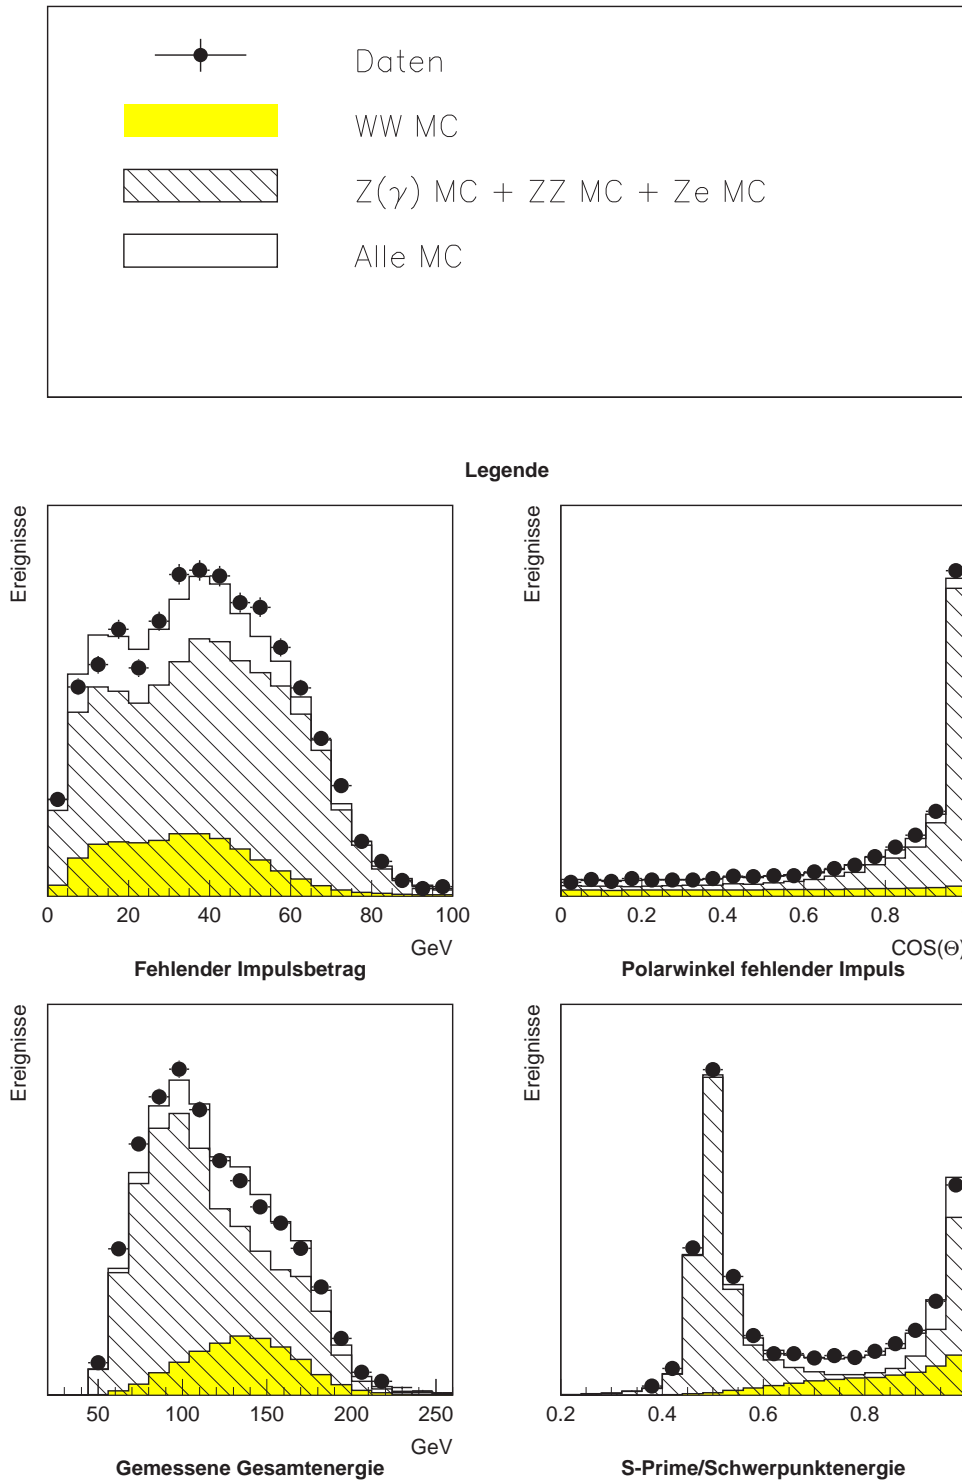 Daten
WW MC
Z(γ) MC + ZZ MC + Ze MC
Alle MC
Legende
Ereignisse
0 20 40 60 80 100
GeV
Fehlender Impulsbetrag
Ereignisse
0 0.2 0.4 0.6 0.8
COS(Θ)
Polarwinkel fehlender Impuls
Ereignisse
50 100 150 200 250
GeV
Gemessene Gesamtenergie
Ereignisse
0.2 0.4 0.6 0.8
S-Prime/Schwerpunktenergie